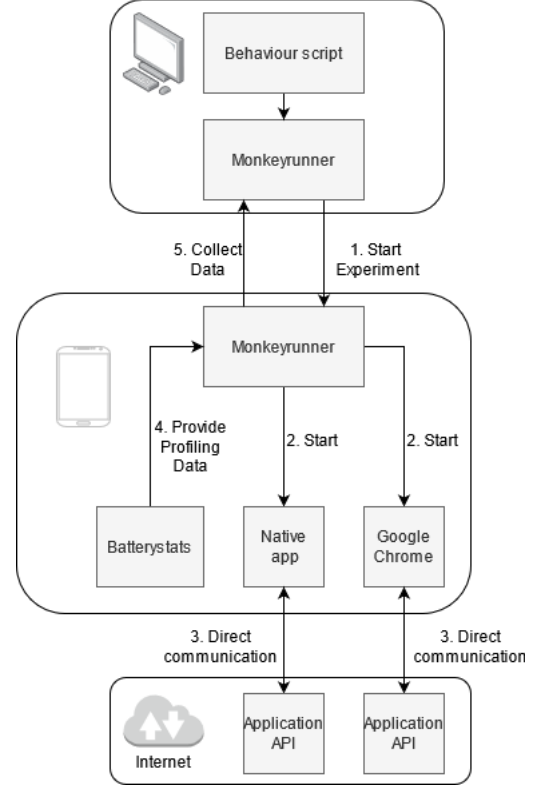 Behaviour script
Monkeyrunner
5. Collect
Data
1. Start
Experiment
Monkeyrunner
4. Provide
Profiling
Data
2. Start
2. Start
Batterystats
Native
app
Google
Chrome
3. Direct
communication
3. Direct
communication
Internet
Application
API
Application
API